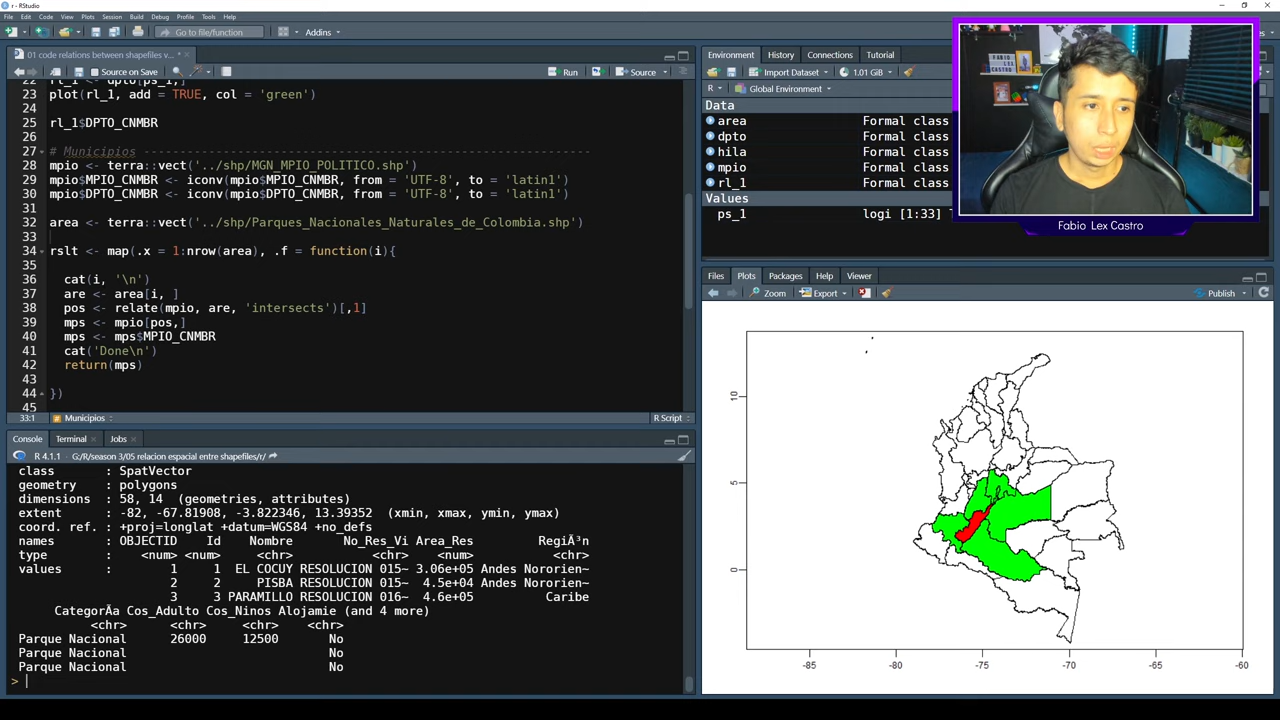 r - RStudio
File Edit Code View Plots Session Build Debug Profile Tools Help
Go to file/function
Addins
01 code relations between shapefiles v...
Source on Save
Run
Source
23 plot(rl_1, add = TRUE, col = 'green')
24
25 rl_1$DPTO_CNMBR
26
27 # Municipios
28 mpio <- terra::vect('../shp/MGN_MPIO_POLITICO.shp')
29 mpio$MPIO_CNMBR <- iconv(mpio$MPIO_CNMBR, from = 'UTF-8', to = 'latin1')
30 mpio$DPTO_CNMBR <- iconv(mpio$DPTO_CNMBR, from = 'UTF-8', to = 'latin1')
31
32 area <- terra::vect('../shp/Parques_Nacionales_Naturales_de_Colombia.shp')
33
34 rslt <- map(.x = 1:nrow(area), .f = function(i){
35
36 cat(i, '\n')
37 are <- area[i, ]
38 pos <- relate(mpio, are, 'intersects')[,1]
39 mps <- mpio[pos,]
40 mps <- mps$MPIO_CNMBR
41 cat('Done\n')
42 return(mps)
43
44 })
45
33:1 Municipios
R Script
Console Terminal Jobs
R 4.1.1 · G:/R/season 3/05 relacion espacial entre shapefiles/r/
class : SpatVector
geometry : polygons
dimensions : 58, 14 (geometries, attributes)
extent : -82, -67.81908, -3.822346, 13.39352 (xmin, xmax, ymin, ymax)
coord. ref. : +proj=longlat +datum=WGS84 +no_defs
names : OBJECTID Id Nombre No_Res_Vi Area_Res RegiÃ³n
type : <num> <num> <chr> <chr> <num> <chr>
values : 1 1 EL COCUY RESOLUCION 015~ 3.06e+05 Andes Nororien~
2 2 PISBA RESOLUCION 015~ 4.5e+04 Andes Nororien~
3 3 PARAMILLO RESOLUCION 016~ 4.6e+05 Caribe
CategorÃa Cos_Adulto Cos_Ninos Alojamie (and 4 more)
<chr> <chr> <chr> <chr>
Parque Nacional 26000 12500 No
Parque Nacional No
Parque Nacional No
>
Environment History Connections Tutorial
Import Dataset
1.01 GiB
R
Global Environment
Data
area Formal class
dpto Formal class
hila Formal class
mpio Formal class
rl_1 Formal class
Values
ps_1 logi [1:33]
FABIO
LEX
CASTRO
Fabio Lex Castro
Files Plots Packages Help Viewer
Zoom Export
Publish
10
5
0
-85 -80 -75 -70 -65 -60